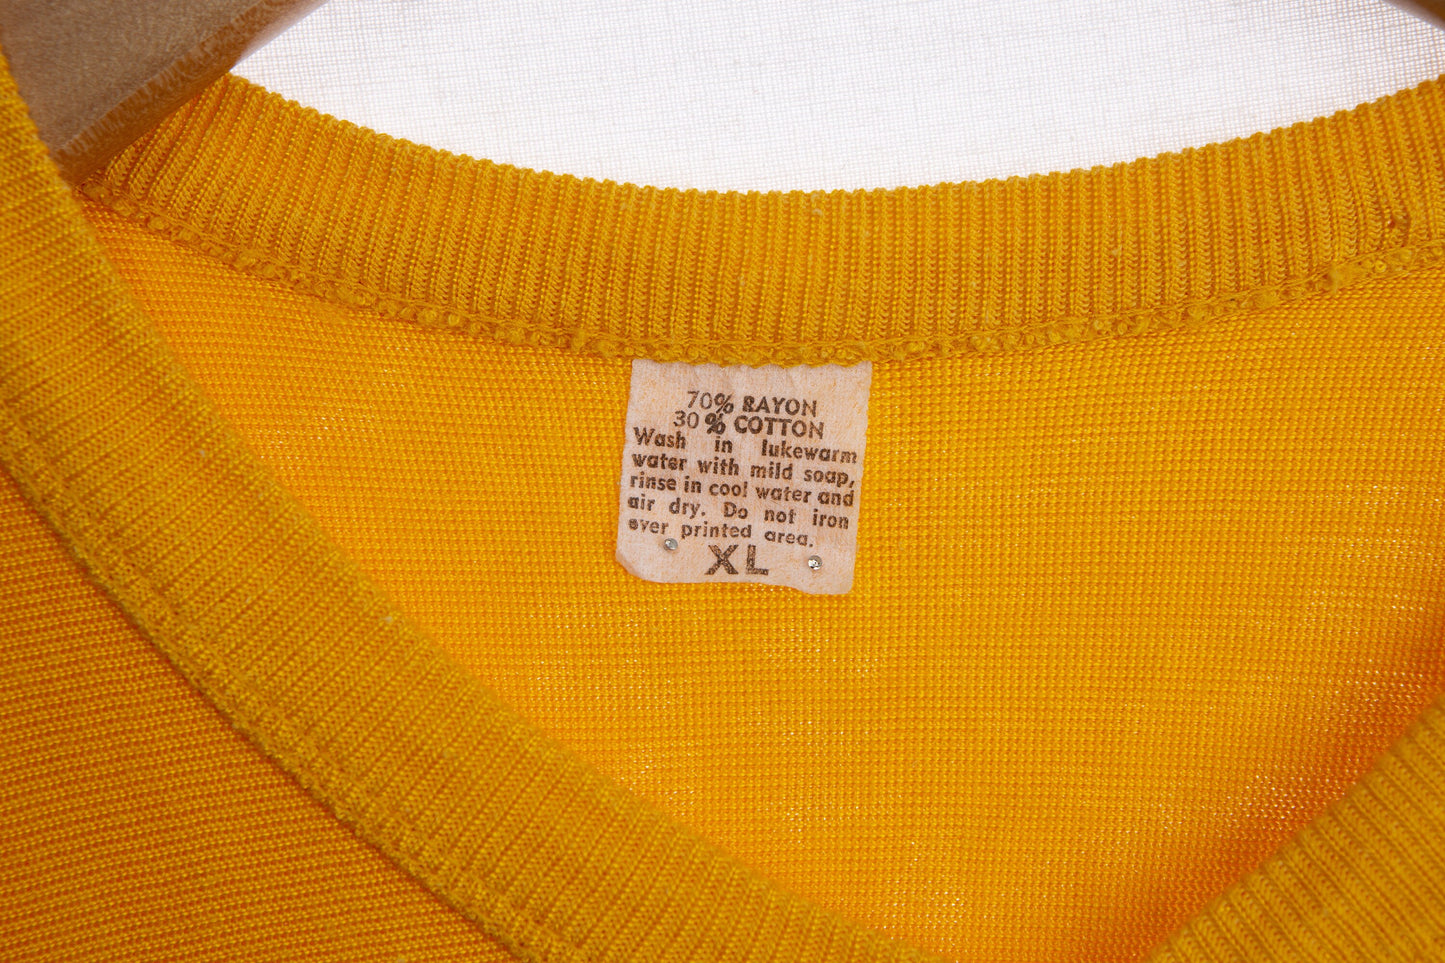 70% RAYON
30% COTTON
Wash in lukewarm
water with mild soap,
rinse in cool water and
air dry. Do not iron
over printed area.
XL